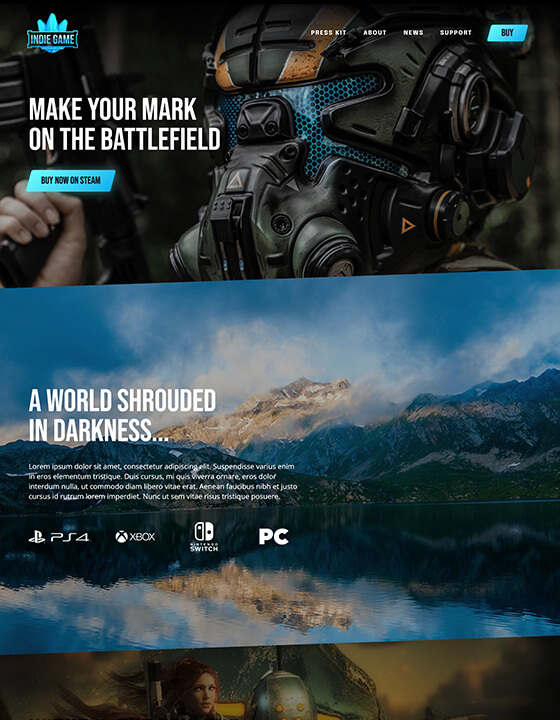 INDIE GAME
PRESS KIT ABOUT NEWS SUPPORT BUY
MAKE YOUR MARK
ON THE BATTLEFIELD
BUY NOW ON STEAM
A WORLD SHROUDED
IN DARKNESS...
Lorem ipsum dolor sit amet, consectetur adipiscing elit. Suspendisse varius enim
in eros elementum tristique. Duis cursus, mi quis viverra ornare, eros dolor
interdum nulla, ut commodo diam libero vitae erat. Aenean faucibus nibh et justo
cursus id rutrum lorem imperdiet. Nunc ut sem vitae risus tristique posuere.
PS4 XBOX NINTENDO SWITCH PC